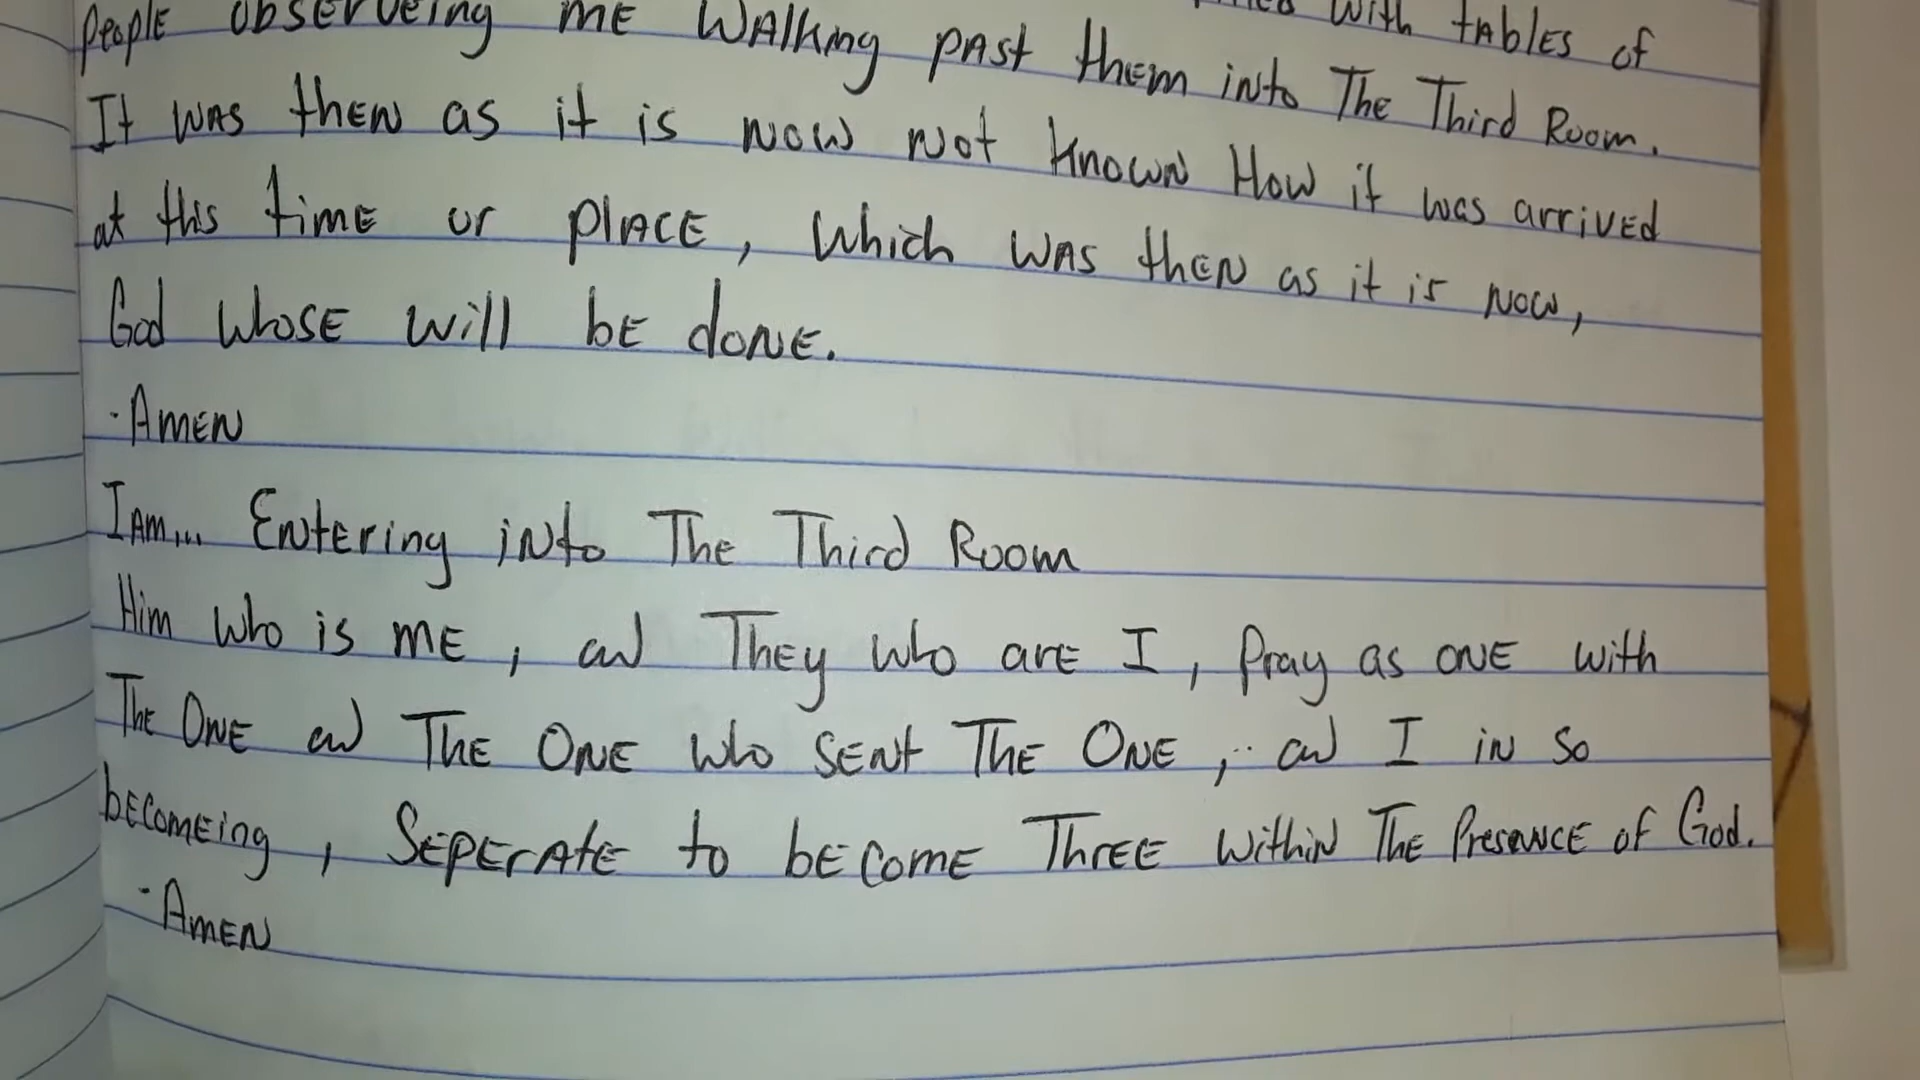 with tables of
People observeing me walking past them into The Third Room.
It was then as it is now not known How it was arrived
at this time or place, which was then as it is now,
God whose will be done.
-Amen
I am... Entering into The Third Room
Him who is me, and They who are I, pray as one with
The One and The One who sent The One, and I in so
becomeing, Seperate to become Three within The Presance of God.
-Amen